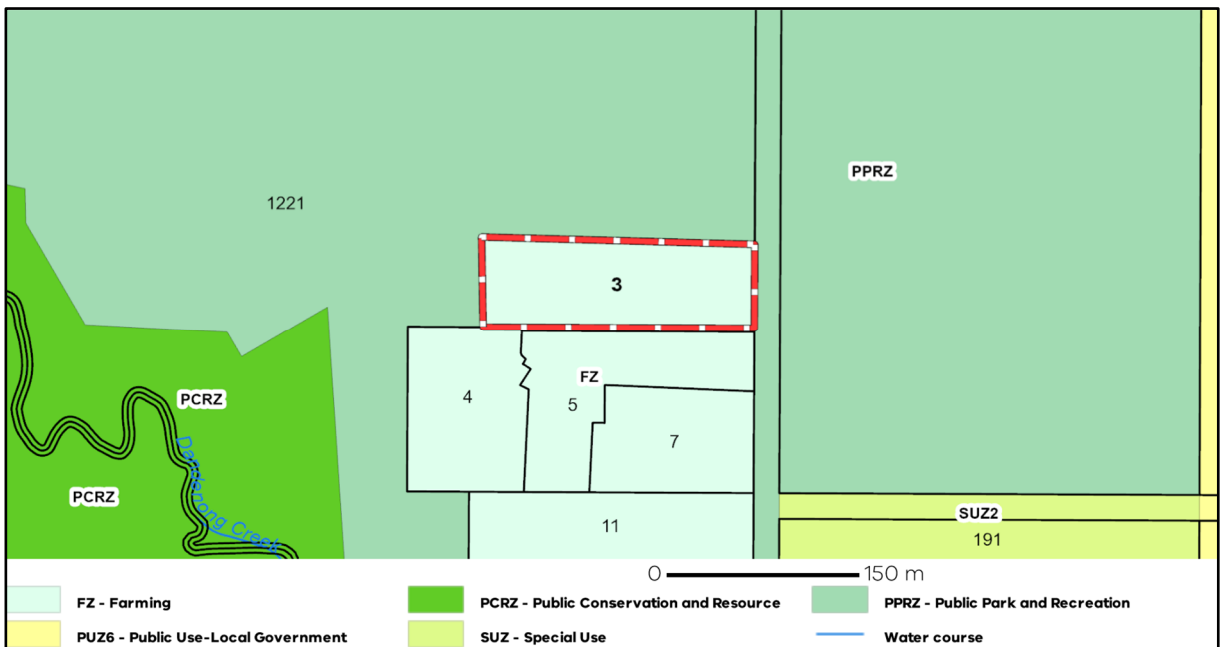 PPRZ
1221
3
FZ
4
5
7
PCRZ
PCRZ
Dandenong Creek
11
SUZ2
191
0 150 m
FZ - Farming
PCRZ - Public Conservation and Resource
PPRZ - Public Park and Recreation
PUZ6 - Public Use-Local Government
SUZ - Special Use
Water course